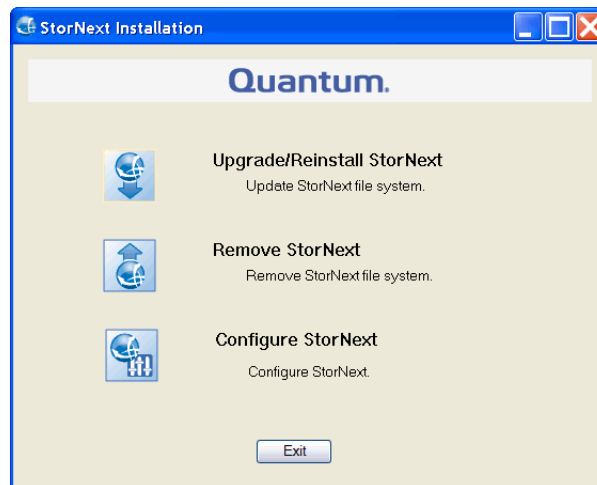 StorNext Installation
Quantum.
Upgrade/Reinstall StorNext
Update StorNext file system.
Remove StorNext
Remove StorNext file system.
Configure StorNext
Configure StorNext.
Exit